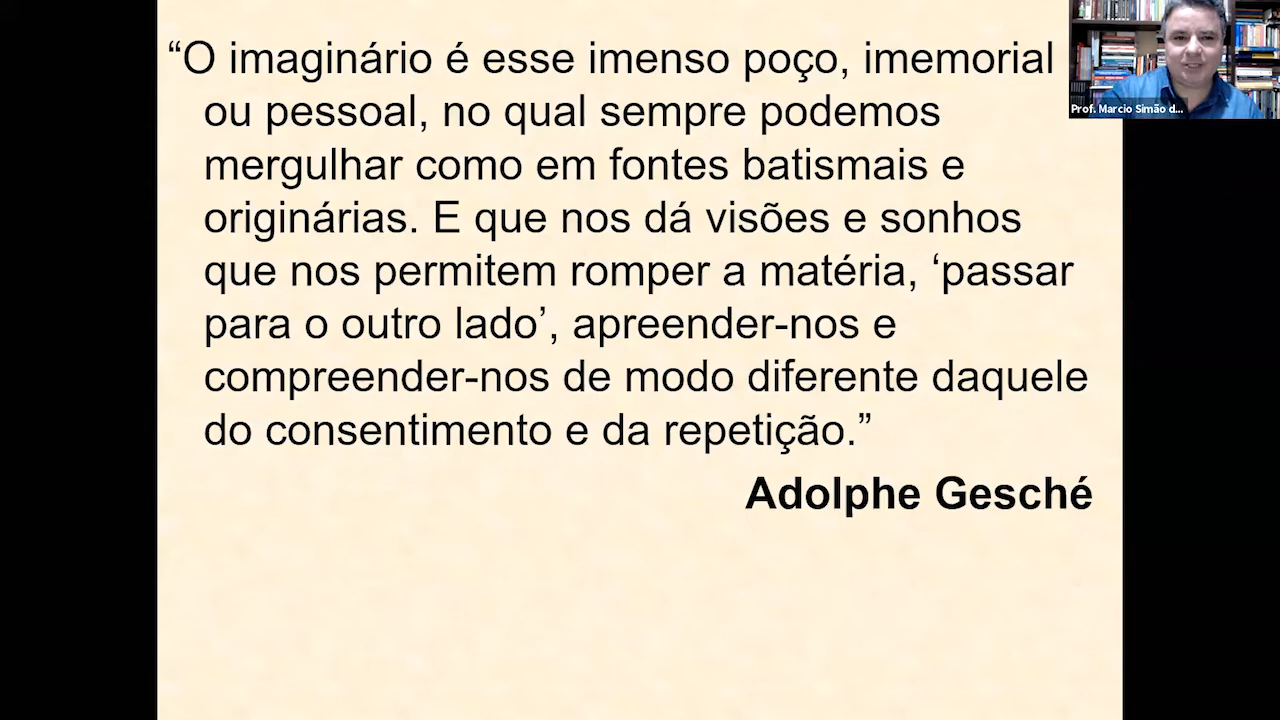 “O imaginário é esse imenso poço, imemorial
ou pessoal, no qual sempre podemos
mergulhar como em fontes batismais e
originárias. E que nos dá visões e sonhos
que nos permitem romper a matéria, ‘passar
para o outro lado’, apreender-nos e
compreender-nos de modo diferente daquele
do consentimento e da repetição.”
Adolphe Gesché
Prof. Marcio Simão d...